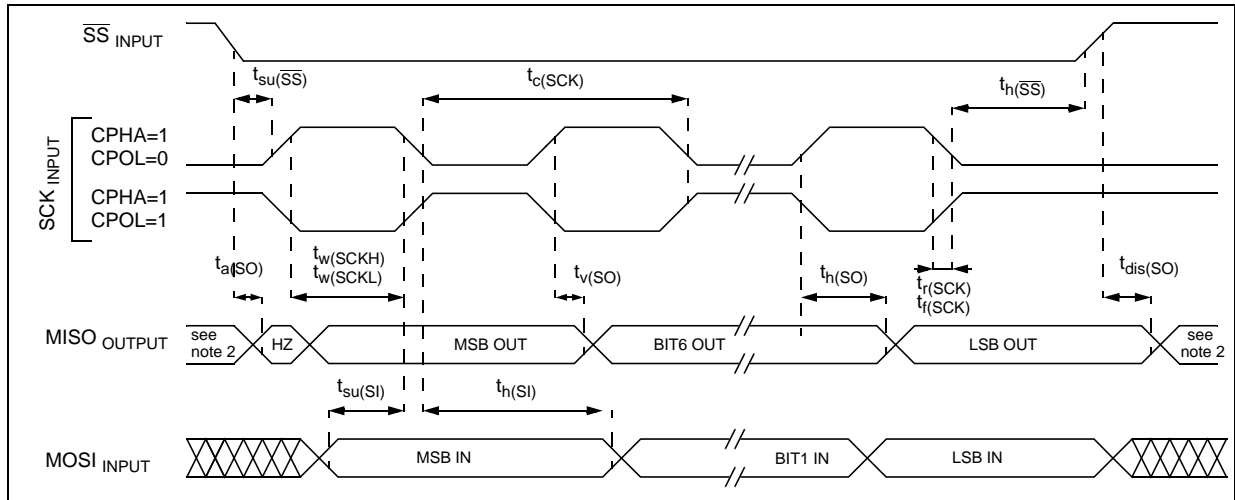 SS INPUT
tsu(SS)
tc(SCK)
th(SS)
SCK INPUT
CPHA=1
CPOL=0
CPHA=1
CPOL=1
ta(SO)
tw(SCKH)
tw(SCKL)
tv(SO)
th(SO)
tr(SCK)
tf(SCK)
tdis(SO)
MISO OUTPUT
see
note 2
HZ
MSB OUT
BIT6 OUT
LSB OUT
see
note 2
tsu(SI)
th(SI)
MOSI INPUT
MSB IN
BIT1 IN
LSB IN